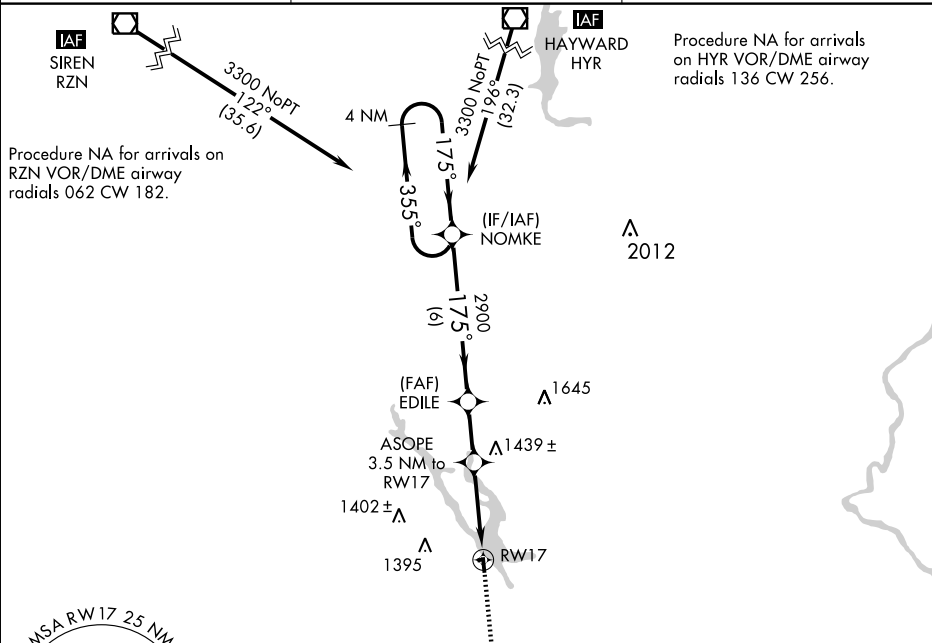 IAF
SIREN
RZN
3300 NoPT
122°
(35.6)
Procedure NA for arrivals on
RZN VOR/DME airway
radials 062 CW 182.
IAF
HAYWARD
HYR
3300 NoPT
196°
(32.3)
Procedure NA for arrivals
on HYR VOR/DME airway
radials 136 CW 256.
4 NM
175°
355°
(IF/IAF)
NOMKE
2012
2900
175°
(6)
(FAF)
EDILE
1645
ASOPE
3.5 NM to
RW17
1439 ±
1402 ±
1395
RW17
MSA RW17 25 NM